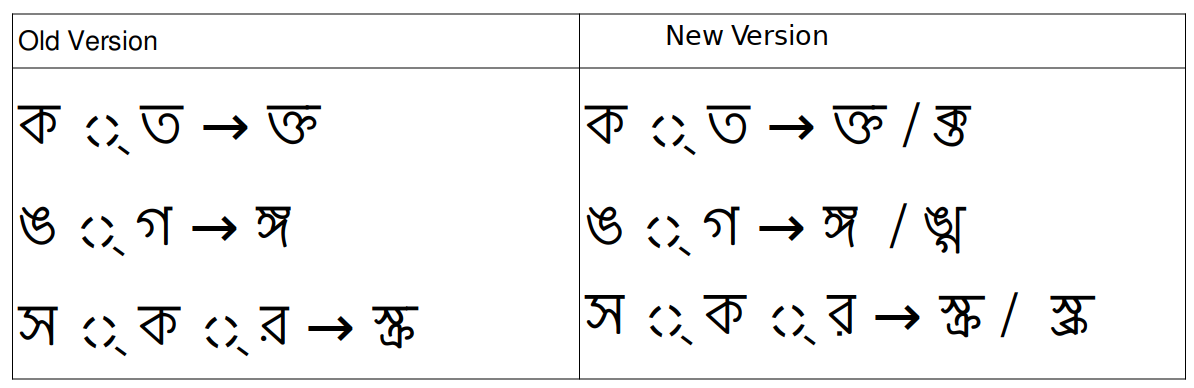 Old Version
New Version
ক ্ ত → ক্ত
ক ্ ত → ক্ত / ক্‌ত
ঙ ্ গ → ঙ্গ
ঙ ্ গ → ঙ্গ / ঙ্‌গ
স ্ ক ্ র → স্ক্র
স ্ ক ্ র → স্ক্র / স্ক্র